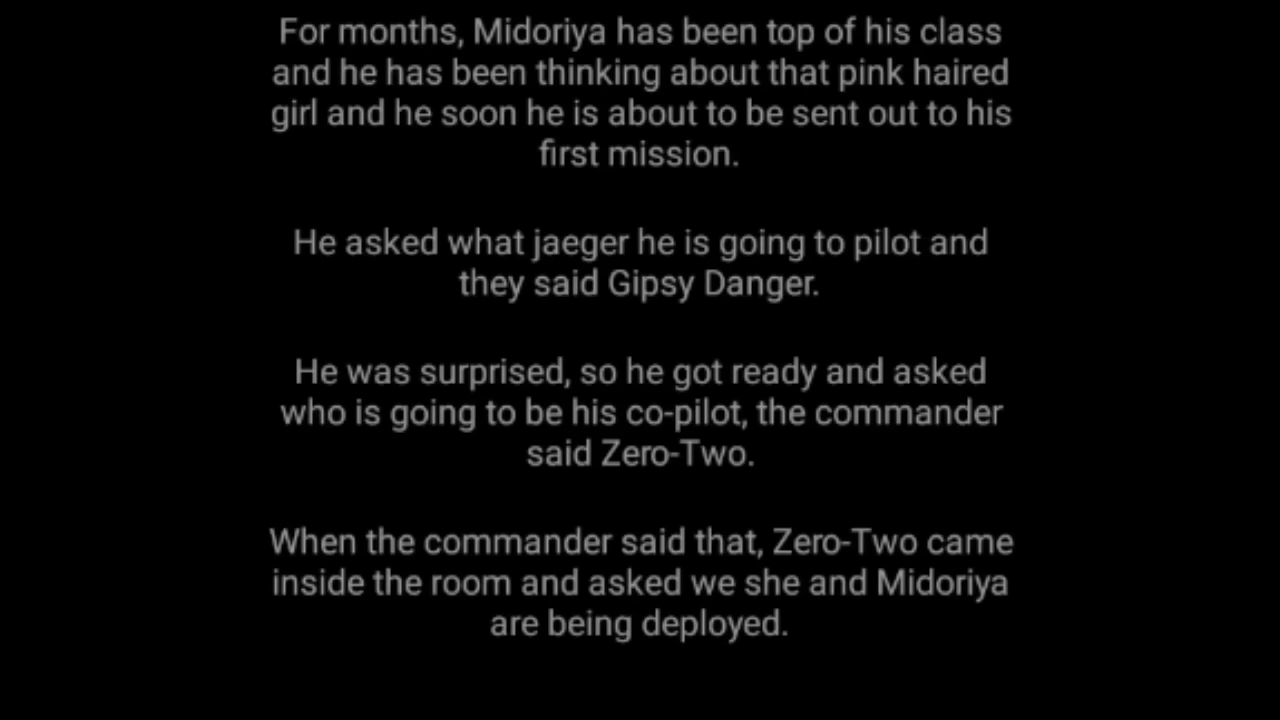 For months, Midoriya has been top of his class
and he has been thinking about that pink haired
girl and he soon he is about to be sent out to his
first mission.
He asked what jaeger he is going to pilot and
they said Gipsy Danger.
He was surprised, so he got ready and asked
who is going to be his co-pilot, the commander
said Zero-Two.
When the commander said that, Zero-Two came
inside the room and asked we she and Midoriya
are being deployed.